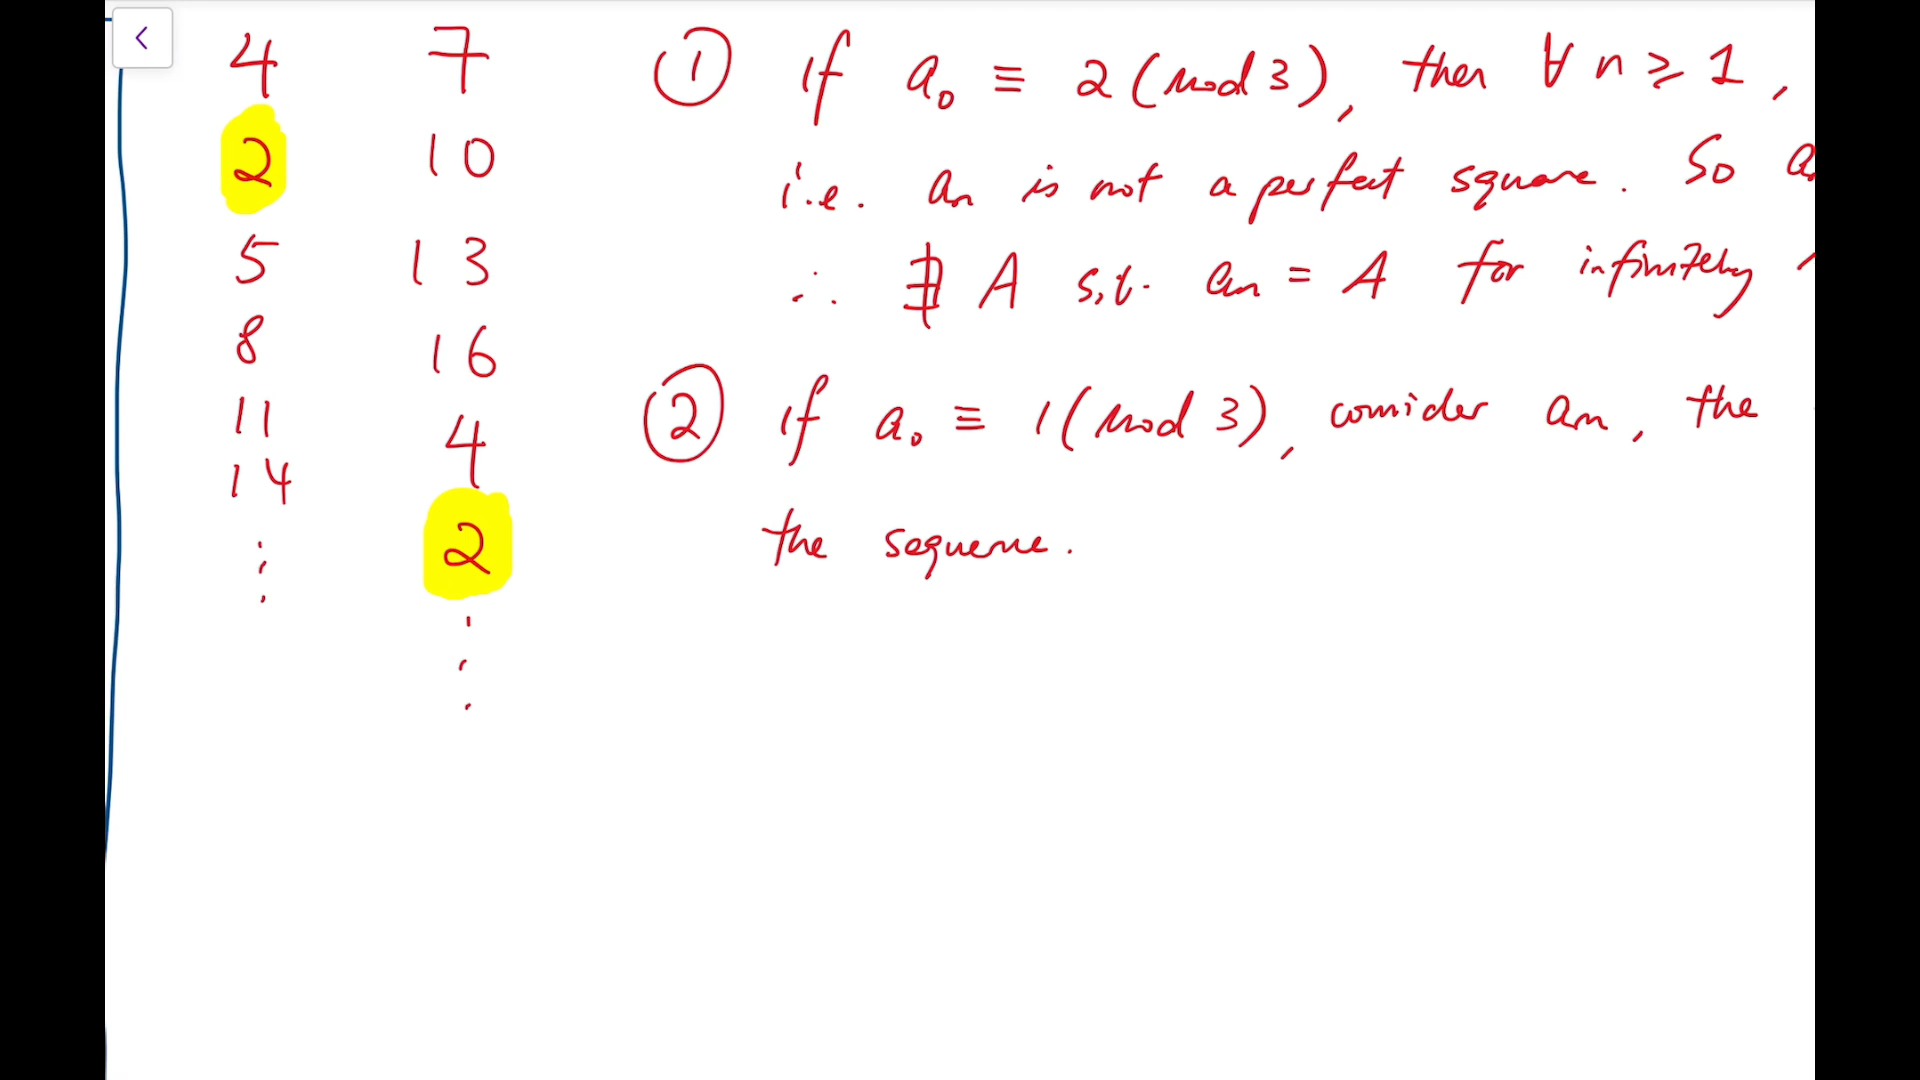 4
2
5
8
11
14
7
10
13
16
4
2
① If a₀ ≡ 2 (mod 3), then ∀ n ≥ 1,
i.e. an is not a perfect square. So a
∴ ∄ A s.t. an = A for infinitely
② if a₀ ≡ 1 (mod 3), consider am, the
the sequence.